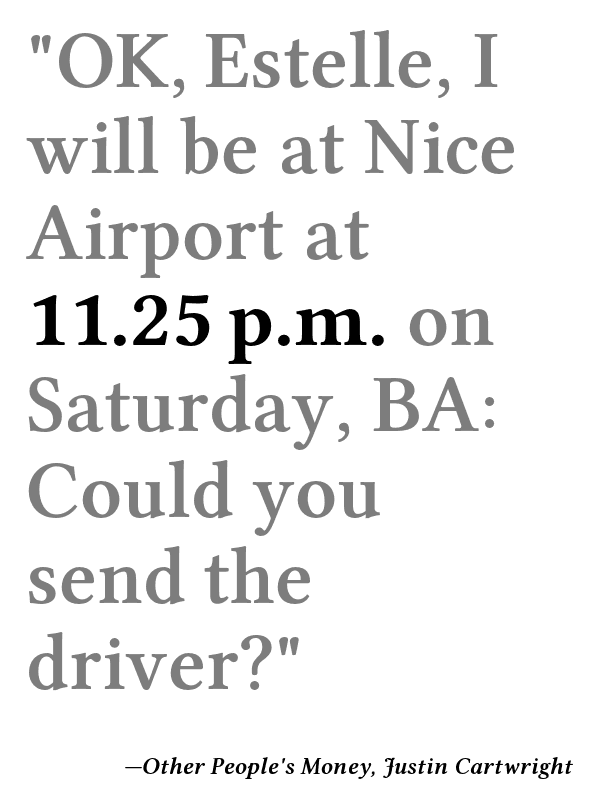 "OK, Estelle, I
will be at Nice
Airport at
11.25 p.m. on
Saturday, BA:
Could you
send the
driver?"
—Other People's Money, Justin Cartwright